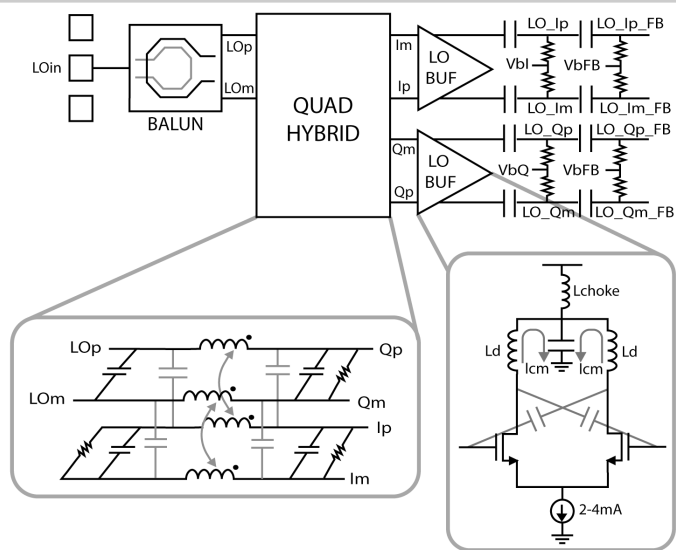 LOin
BALUN
LOp
LOm
QUAD
HYBRID
Im
Ip
Qm
Qp
LO
BUF
LO
BUF
LO_Ip
LO_Ip_FB
VbI
VbFB
LO_Im
LO_Im_FB
LO_Qp
LO_Qp_FB
VbQ
VbFB
LO_Qm
LO_Qm_FB
LOp
Qp
LOm
Qm
Ip
Im
Lchoke
Ld
Icm
Icm
Ld
2-4mA